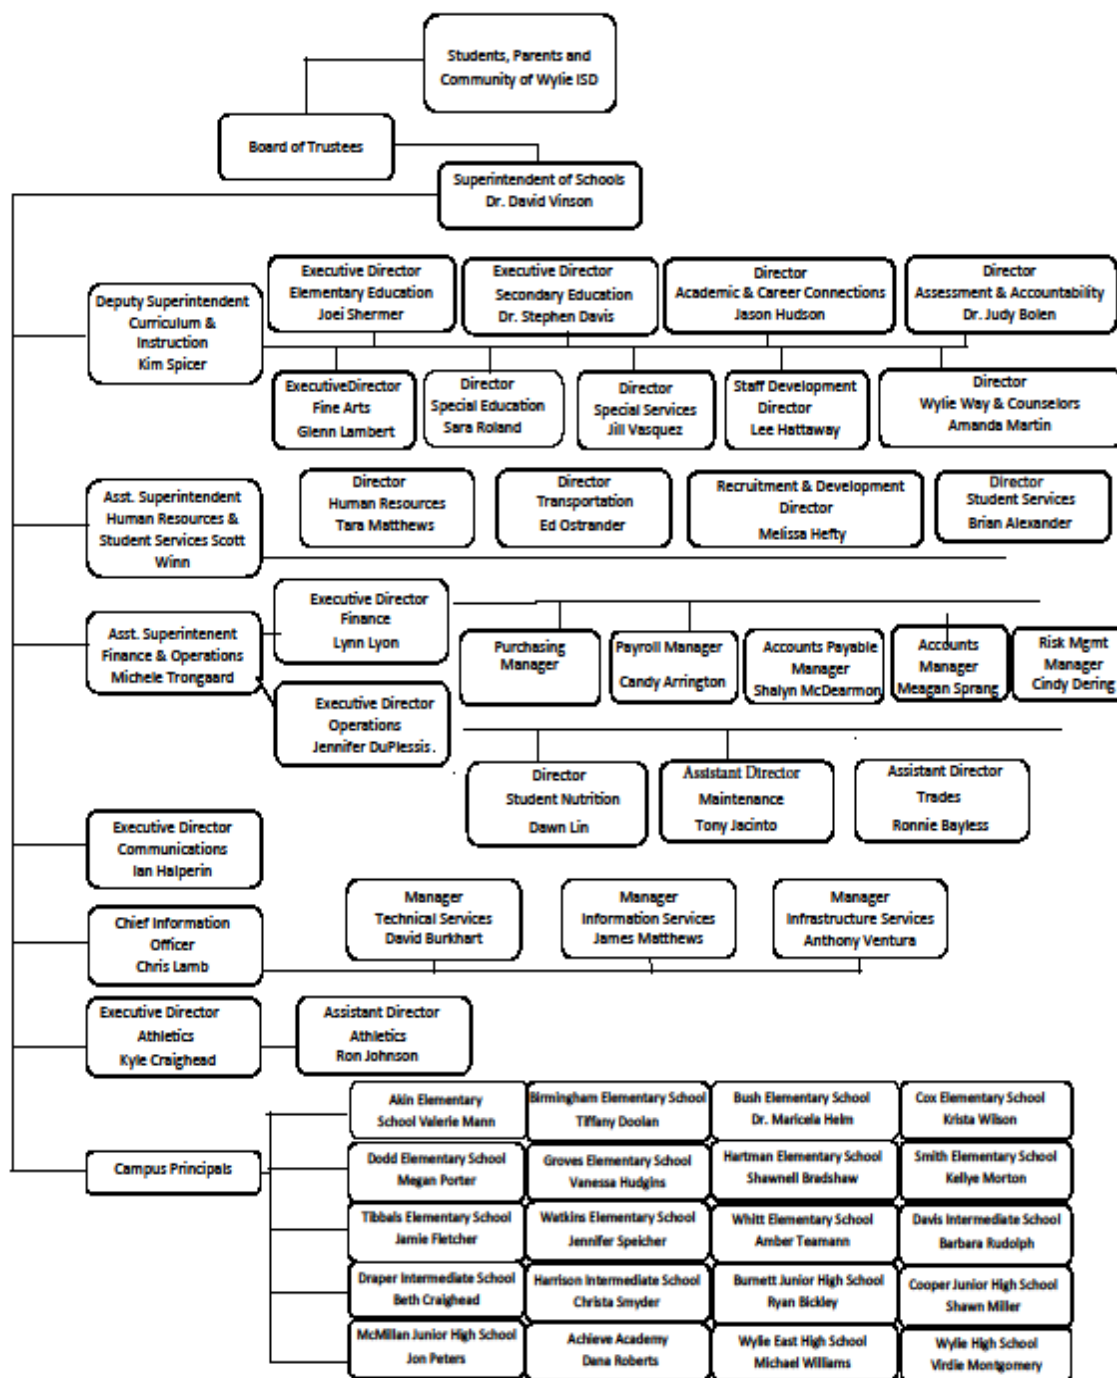 Students, Parents and
Community of Wylie ISD
Board of Trustees
Superintendent of Schools
Dr. David Vinson
Deputy Superintendent
Curriculum &
Instruction
Kim Spicer
Executive Director
Elementary Education
Joei Shermer
Executive Director
Secondary Education
Dr. Stephen Davis
Director
Academic & Career Connections
Jason Hudson
Director
Assessment & Accountability
Dr. Judy Bolen
ExecutiveDirector
Fine Arts
Glenn Lambert
Director
Special Education
Sara Roland
Director
Special Services
Jill Vasquez
Staff Development
Director
Lee Hattaway
Director
Wylie Way & Counselors
Amanda Martin
Asst. Superintendent
Human Resources &
Student Services Scott
Winn
Director
Human Resources
Tara Matthews
Director
Transportation
Ed Ostrander
Recruitment & Development
Director
Melissa Hefty
Director
Student Services
Brian Alexander
Asst. Superintenent
Finance & Operations
Michele Trongaard
Executive Director
Finance
Lynn Lyon
Purchasing
Manager
Payroll Manager
Candy Arrington
Accounts Payable
Manager
Shalyn McDearmon
Accounts
Manager
Meagan Sprang
Risk Mgmt
Manager
Cindy Dering
Executive Director
Operations
Jennifer DuPlessis .
Director
Student Nutrition
Dawn Lin
Assistant Director
Maintenance
Tony Jacinto
Assistant Director
Trades
Ronnie Bayless
Executive Director
Communications
Ian Halperin
Chief Information
Officer
Chris Lamb
Manager
Technical Services
David Burkhart
Manager
Information Services
James Matthews
Manager
Infrastructure Services
Anthony Ventura
Executive Director
Athletics
Kyle Craighead
Assistant Director
Athletics
Ron Johnson
Campus Principals
Akin Elementary
School Valerie Mann
Birmingham Elementary School
Tiffany Doolan
Bush Elementary School
Dr. Maricela Helm
Cox Elementary School
Krista Wilson
Dodd Elementary School
Megan Porter
Groves Elementary School
Vanessa Hudgins
Hartman Elementary School
Shawnell Bradshaw
Smith Elementary School
Kellye Morton
Tibbals Elementary School
Jamie Fletcher
Watkins Elementary School
Jennifer Speicher
Whitt Elementary School
Amber Teamann
Davis Intermediate School
Barbara Rudolph
Draper Intermediate School
Beth Craighead
Harrison Intermediate School
Christa Smyder
Burnett Junior High School
Ryan Bickley
Cooper Junior High School
Shawn Miller
McMillan Junior High School
Jon Peters
Achieve Academy
Dana Roberts
Wylie East High School
Michael Williams
Wylie High School
Virdie Montgomery